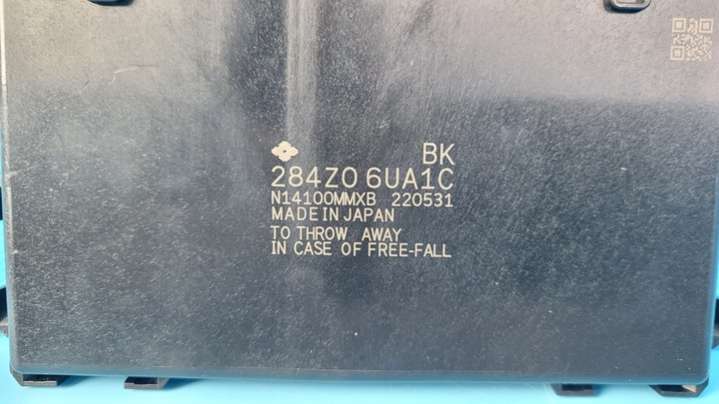 BK
284Z0 6UA1C
N14100MMXB 220531
MADE IN JAPAN
TO THROW AWAY
IN CASE OF FREE-FALL